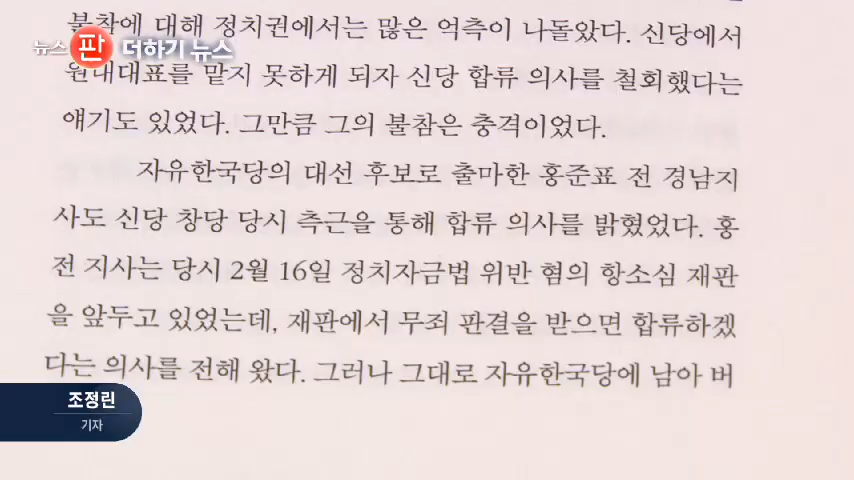 불참에 대해 정치권에서는 많은 억측이 나돌았다. 신당에서
뉴스 판 더하기 뉴스
원내대표를 맡지 못하게 되자 신당 합류 의사를 철회했다는
얘기도 있었다. 그만큼 그의 불참은 충격이었다.
자유한국당의 대선 후보로 출마한 홍준표 전 경남지
사도 신당 창당 당시 측근을 통해 합류 의사를 밝혔었다. 홍
전 지사는 당시 2월 16일 정치자금법 위반 혐의 항소심 재판
을 앞두고 있었는데, 재판에서 무죄 판결을 받으면 합류하겠
다는 의사를 전해 왔다. 그러나 그대로 자유한국당에 남아 버
조정린
기자